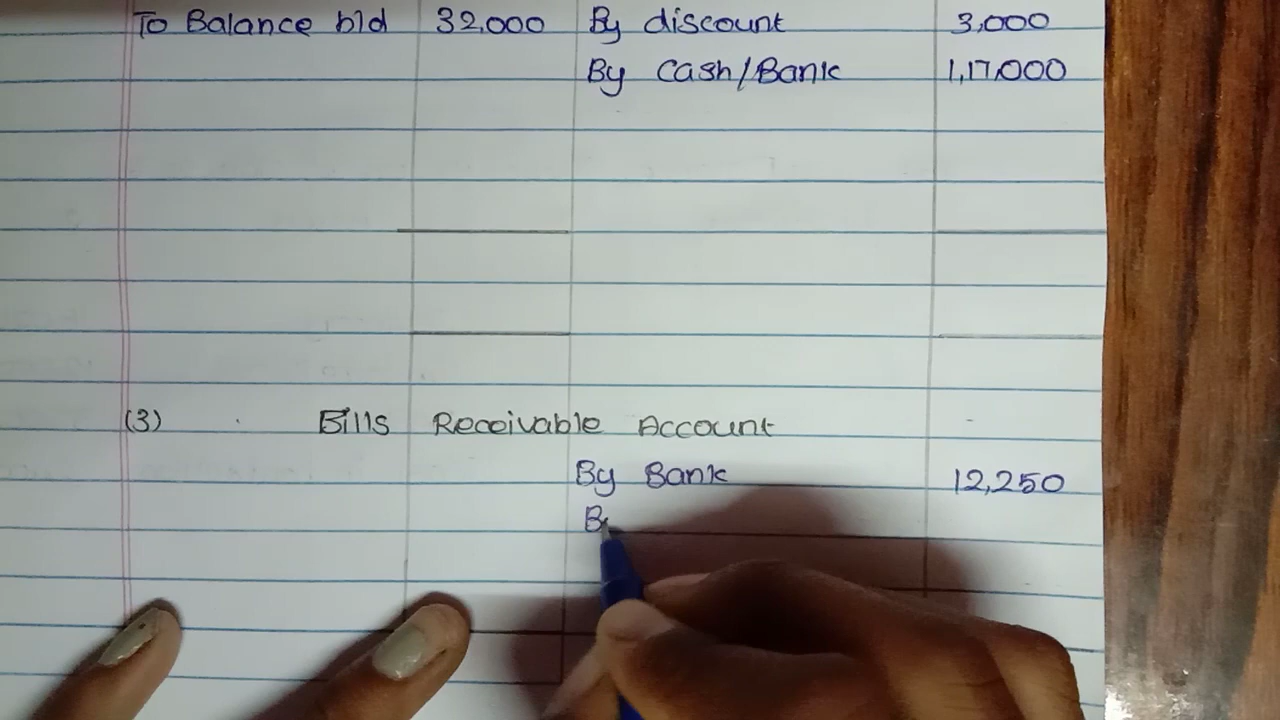 To Balance b/d 32,000 By discount 3,000
By Cash/Bank 1,17,000
(3) Bills Receivable Account
By Bank 12,250
B